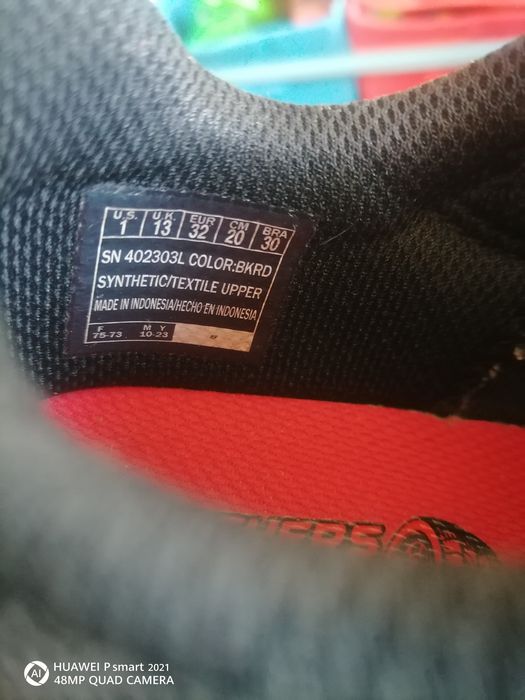 U.S. U.K. EUR CM BRA
1 13 32 20 30
SN 402303L COLOR:BKRD
SYNTHETIC/TEXTILE UPPER
MADE IN INDONESIA/HECHO EN INDONESIA
F M Y
75-73 10-23
HUAWEI P smart 2021
AI 48MP QUAD CAMERA